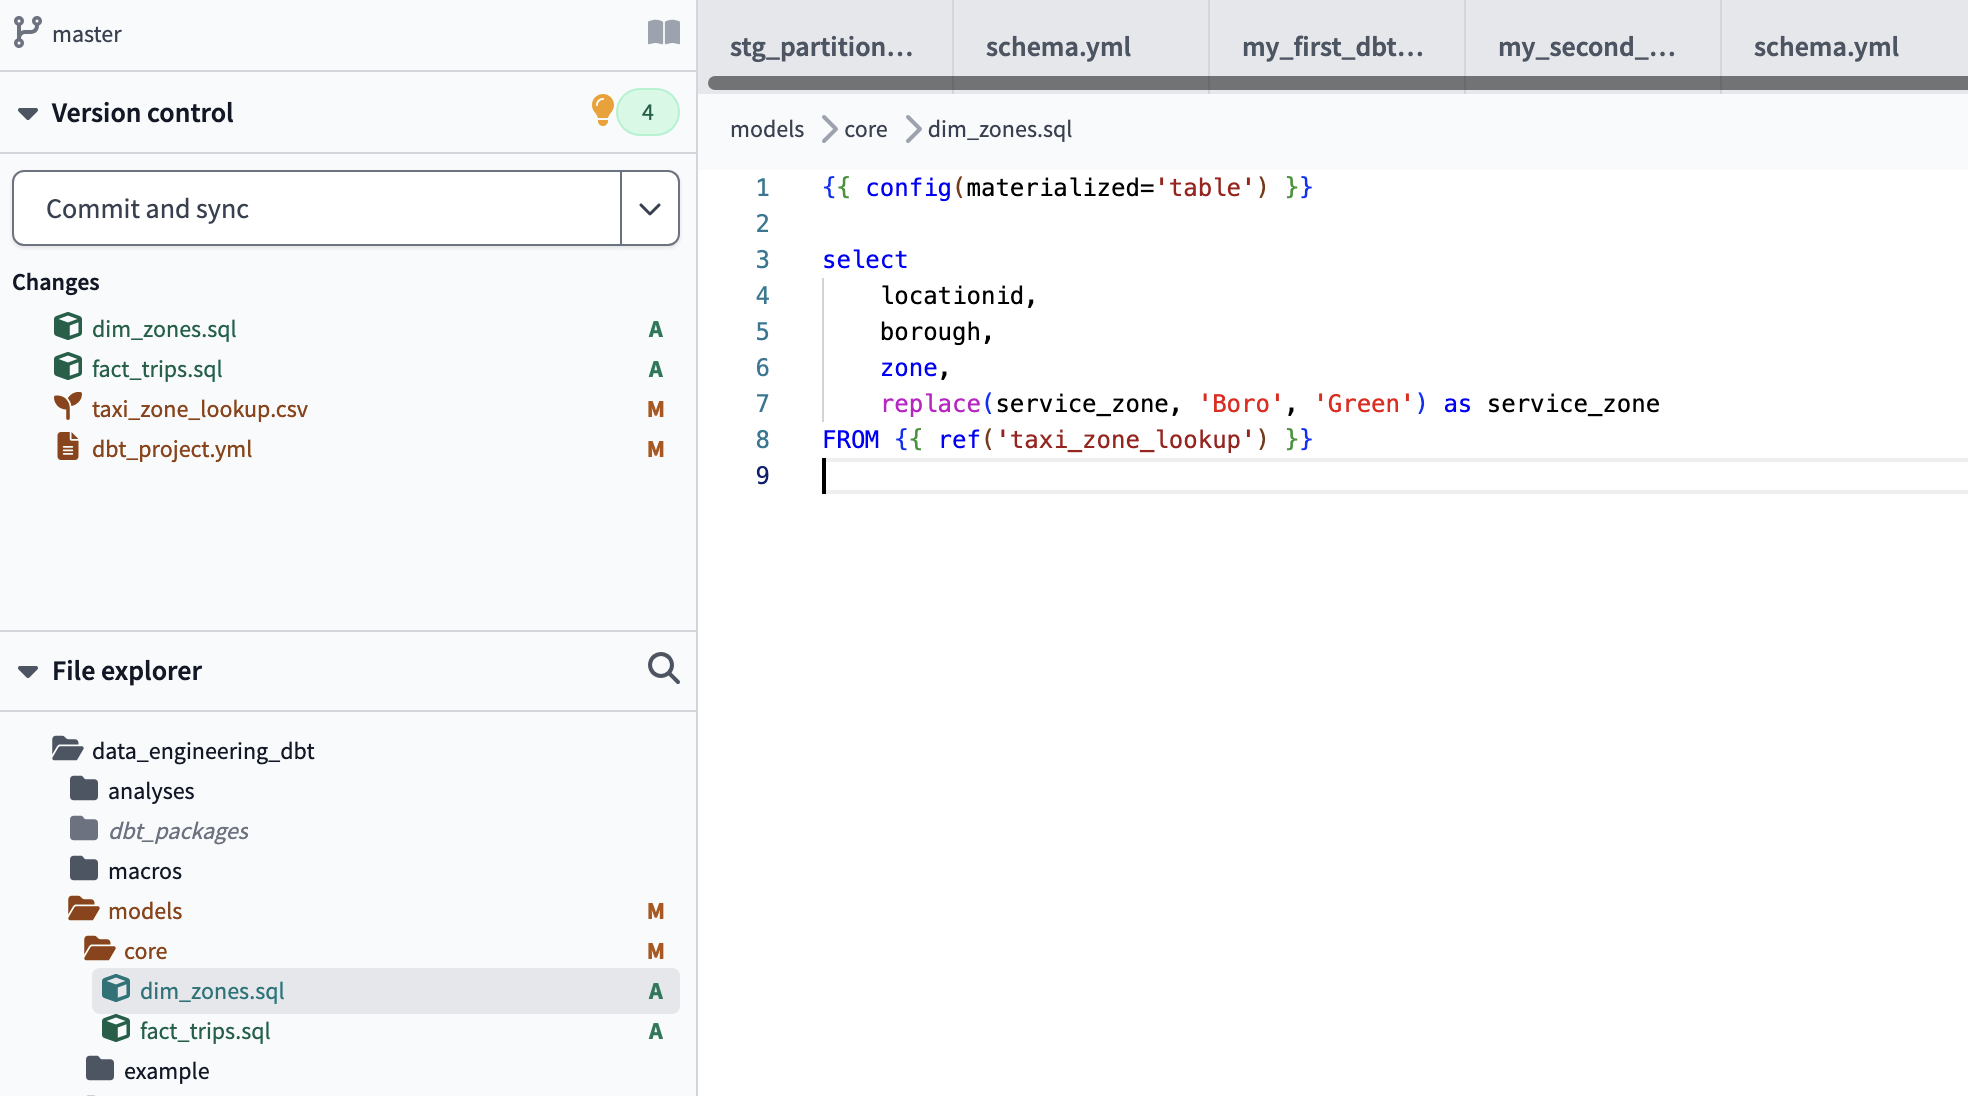 master
Version control
4
Commit and sync
Changes
dim_zones.sql A
fact_trips.sql A
taxi_zone_lookup.csv M
dbt_project.yml M
File explorer
data_engineering_dbt
analyses
dbt_packages
macros
models M
core M
dim_zones.sql A
fact_trips.sql A
example
stg_partition... schema.yml my_first_dbt... my_second_... schema.yml
models > core > dim_zones.sql
1 {{ config(materialized='table') }}
2
3 select
4     locationid,
5     borough,
6     zone,
7     replace(service_zone, 'Boro', 'Green') as service_zone
8 FROM {{ ref('taxi_zone_lookup') }}
9